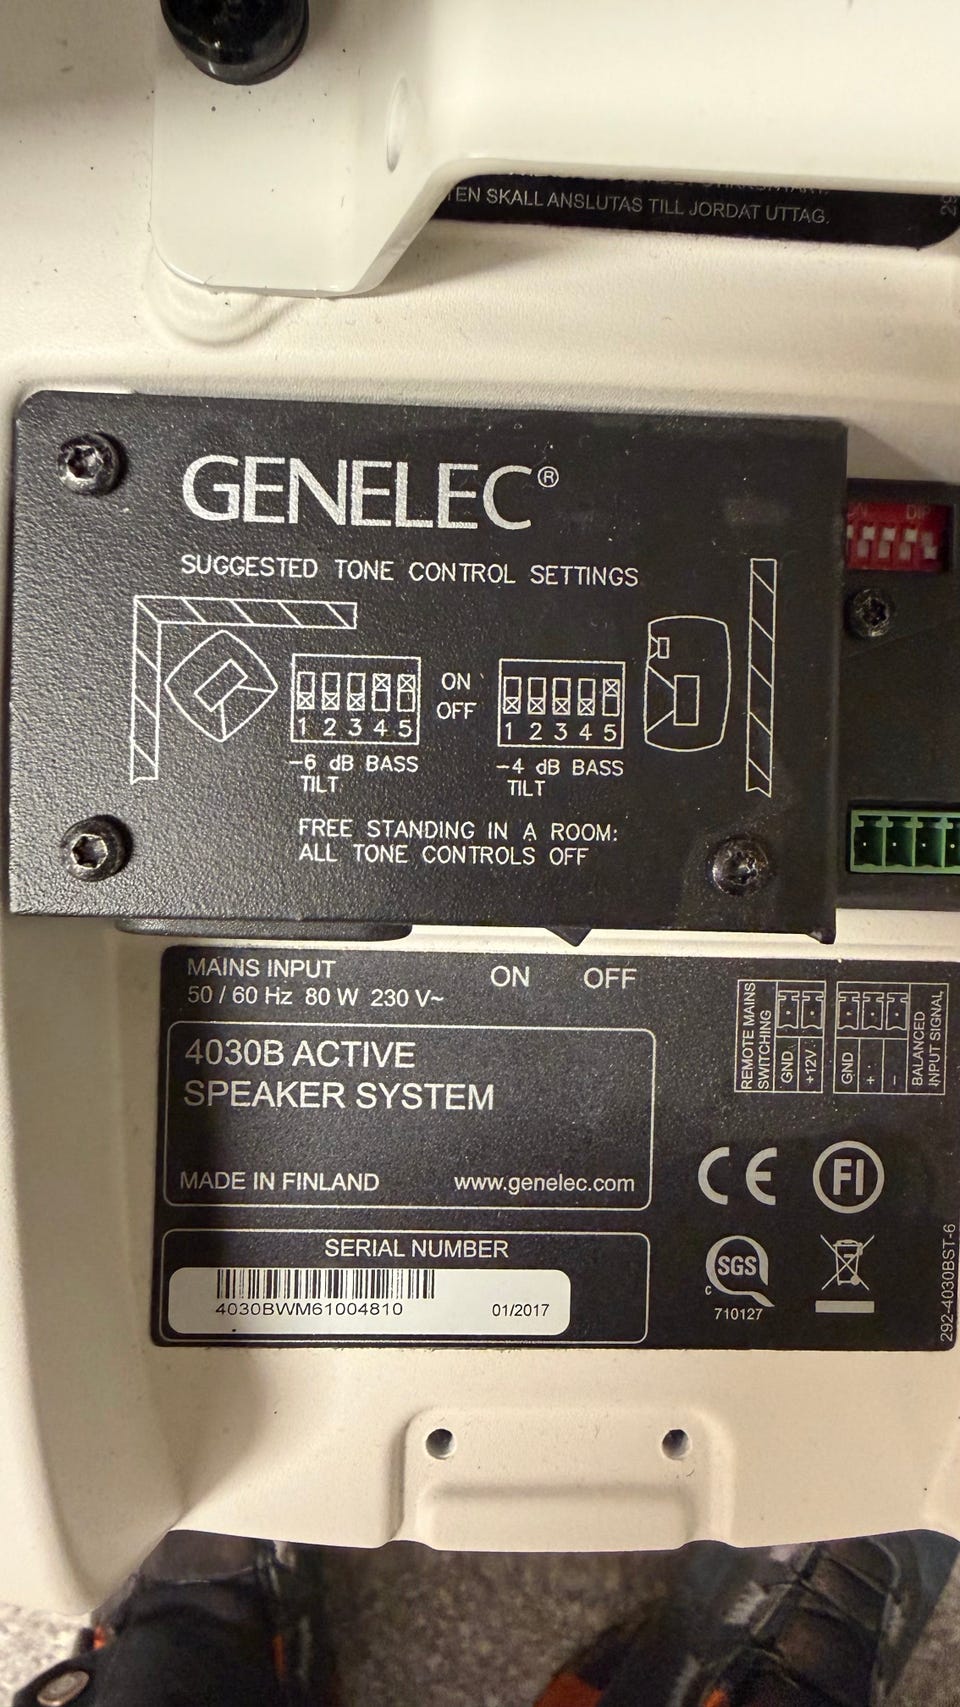 TEN SKALL ANSLUTAS TILL JORDAT UTTAG.
GENELEC®
SUGGESTED TONE CONTROL SETTINGS
ON
OFF
1 2 3 4 5
1 2 3 4 5
-6 dB BASS
TILT
-4 dB BASS
TILT
FREE STANDING IN A ROOM:
ALL TONE CONTROLS OFF
DIP
MAINS INPUT
50 / 60 Hz 80 W 230 V~
ON OFF
4030B ACTIVE
SPEAKER SYSTEM
MADE IN FINLAND
www.genelec.com
REMOTE MAINS
SWITCHING
GND
+12V
GND
+
-
BALANCED
INPUT SIGNAL
CE
FI
SERIAL NUMBER
4030BWM61004810
01/2017
c SGS
710127
292-4030BST-6